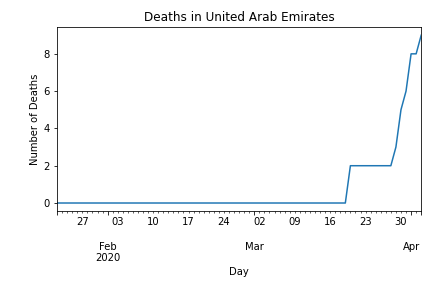 Deaths in United Arab Emirates
Number of Deaths
8
6
4
2
0
27 03 10 17 24 02 09 16 23 30
Feb Mar Apr
2020
Day